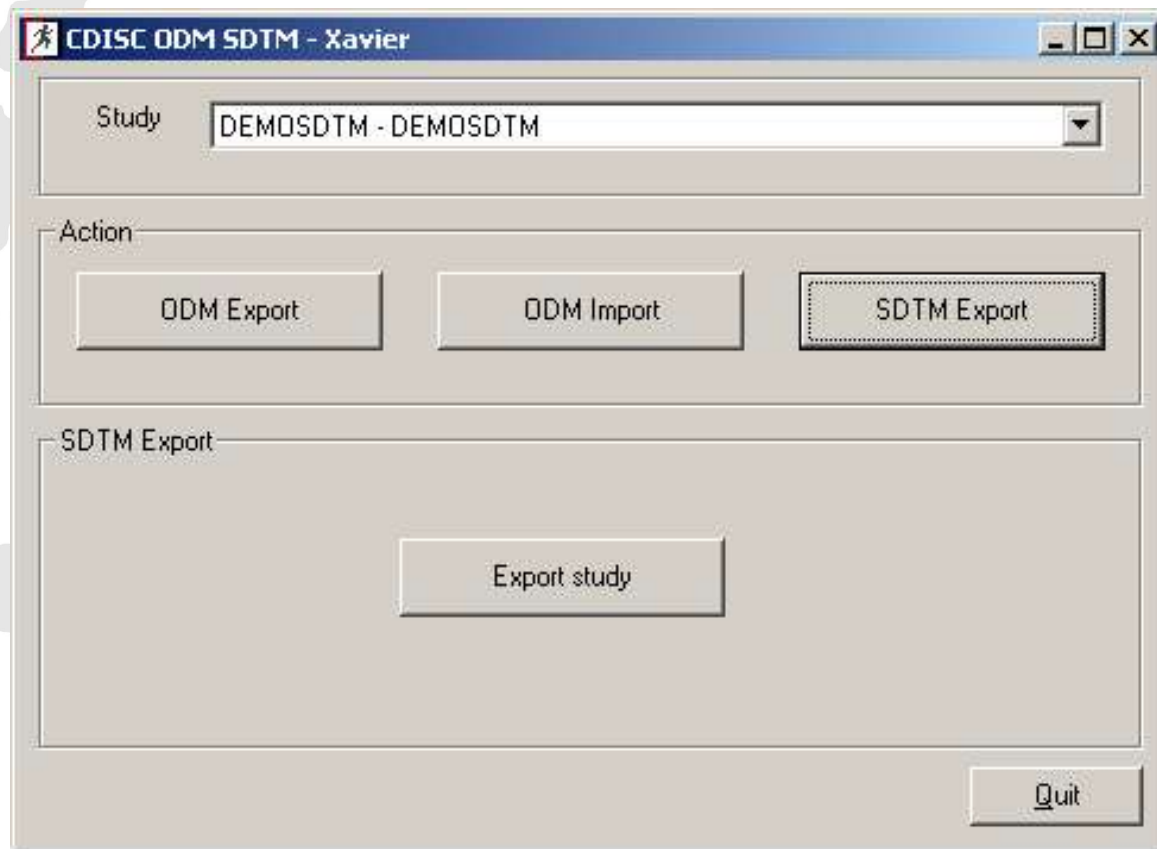 CDISC ODM SDTM - Xavier
Study DEMOSDTM - DEMOSDTM
Action
ODM Export ODM Import SDTM Export
SDTM Export
Export study
Quit